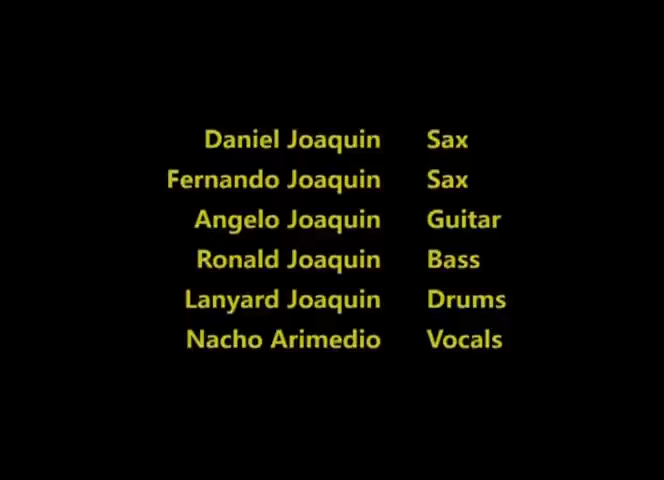 Daniel Joaquin Sax
Fernando Joaquin Sax
Angelo Joaquin Guitar
Ronald Joaquin Bass
Lanyard Joaquin Drums
Nacho Arimedio Vocals